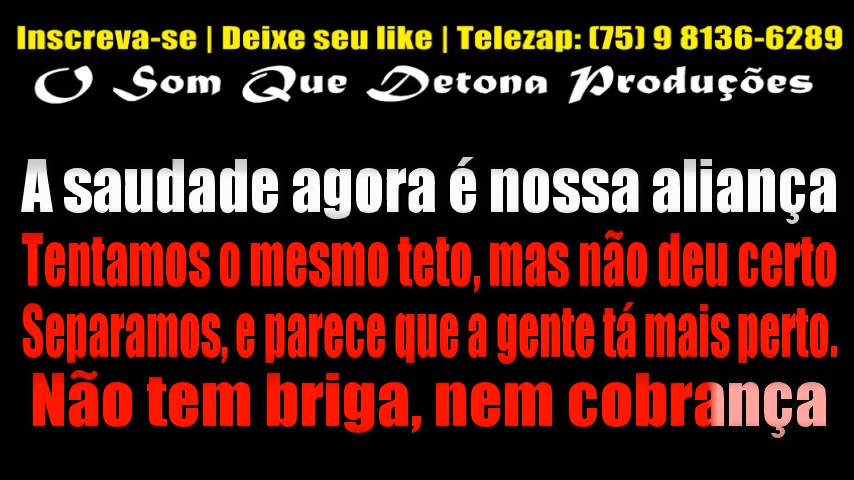 Inscreva-se | Deixe seu like | Telezap: (75) 9 8136-6289
O Som Que Detona Produções
A saudade agora é nossa aliança
Tentamos o mesmo teto, mas não deu certo
Separamos, e parece que a gente tá mais perto.
Não tem briga, nem cobrança